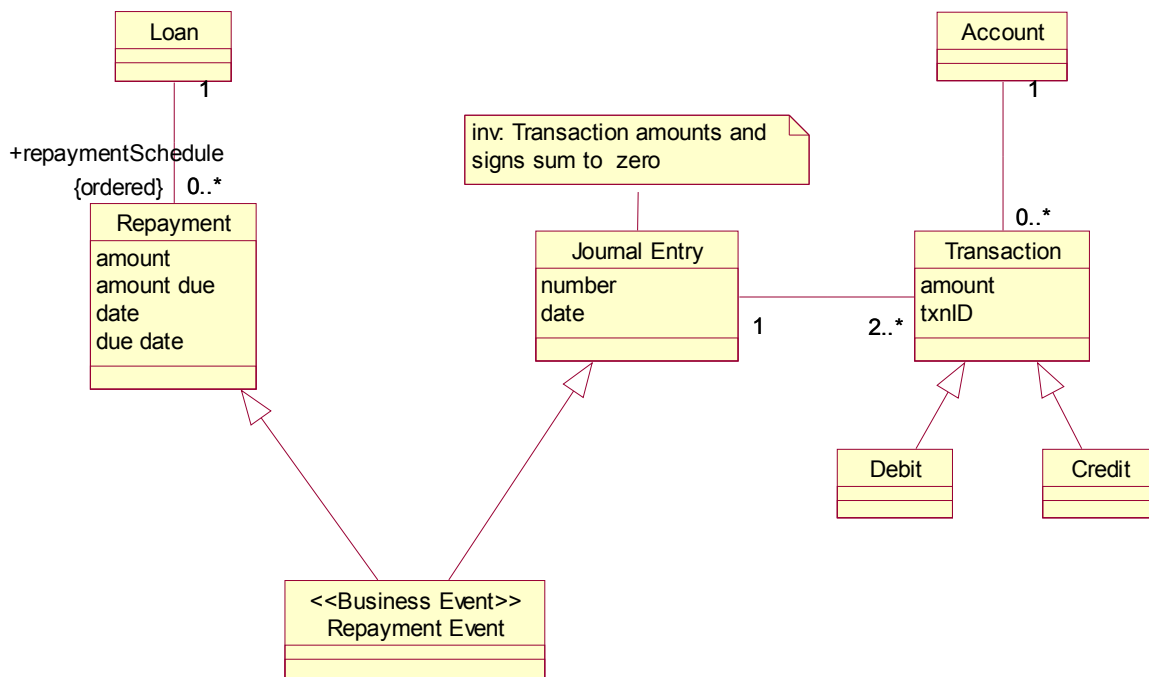 Loan
1
+repaymentSchedule
{ordered} 0..*
Repayment
amount
amount due
date
due date
inv: Transaction amounts and
signs sum to zero
Journal Entry
number
date
1
2..*
Account
1
0..*
Transaction
amount
txnID
Debit
Credit
<<Business Event>>
Repayment Event